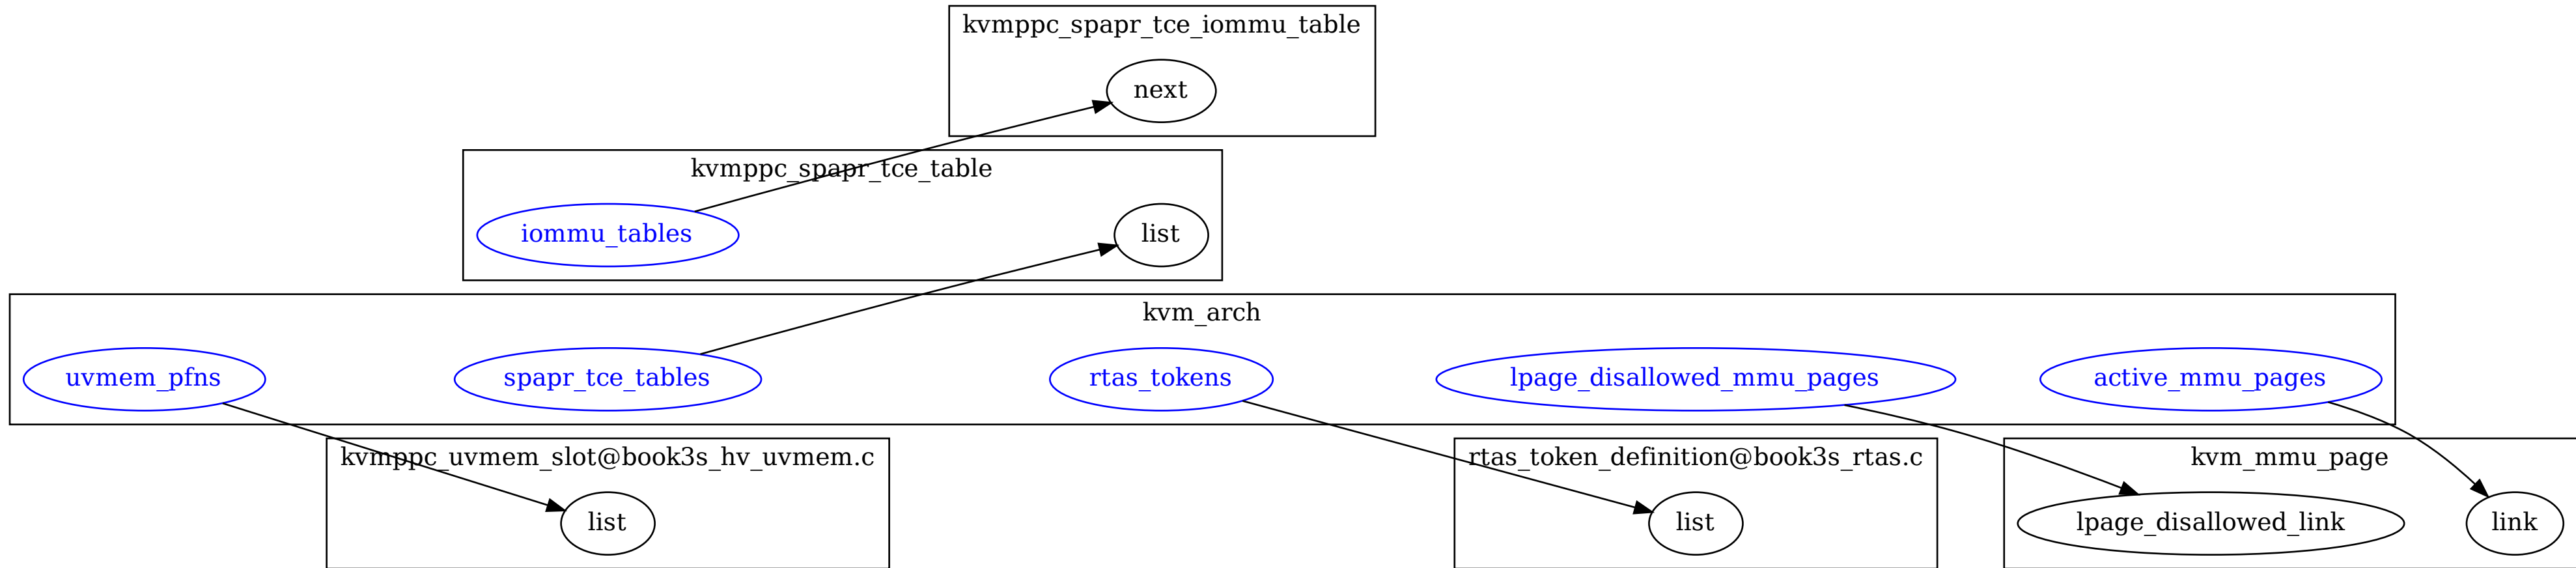 kvmppc_spapr_tce_iommu_table
next
kvmppc_spapr_tce_table
iommu_tables
list
kvm_arch
uvmem_pfns
spapr_tce_tables
rtas_tokens
lpage_disallowed_mmu_pages
active_mmu_pages
kvmppc_uvmem_slot@book3s_hv_uvmem.c
rtas_token_definition@book3s_rtas.c
kvm_mmu_page
list
list
lpage_disallowed_link
link